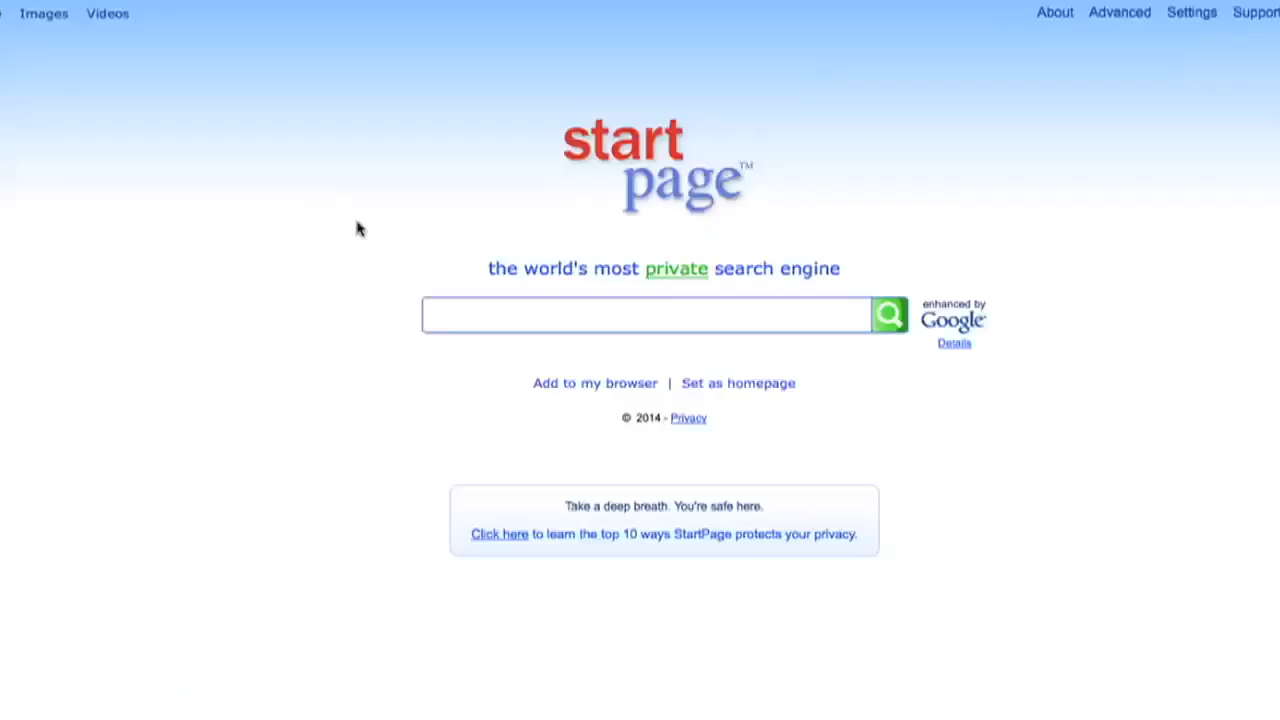 Images Videos About Advanced Settings Support
start
page™
the world's most private search engine
enhanced by
Google
Details
Add to my browser | Set as homepage
© 2014 - Privacy
Take a deep breath. You're safe here.
Click here to learn the top 10 ways StartPage protects your privacy.